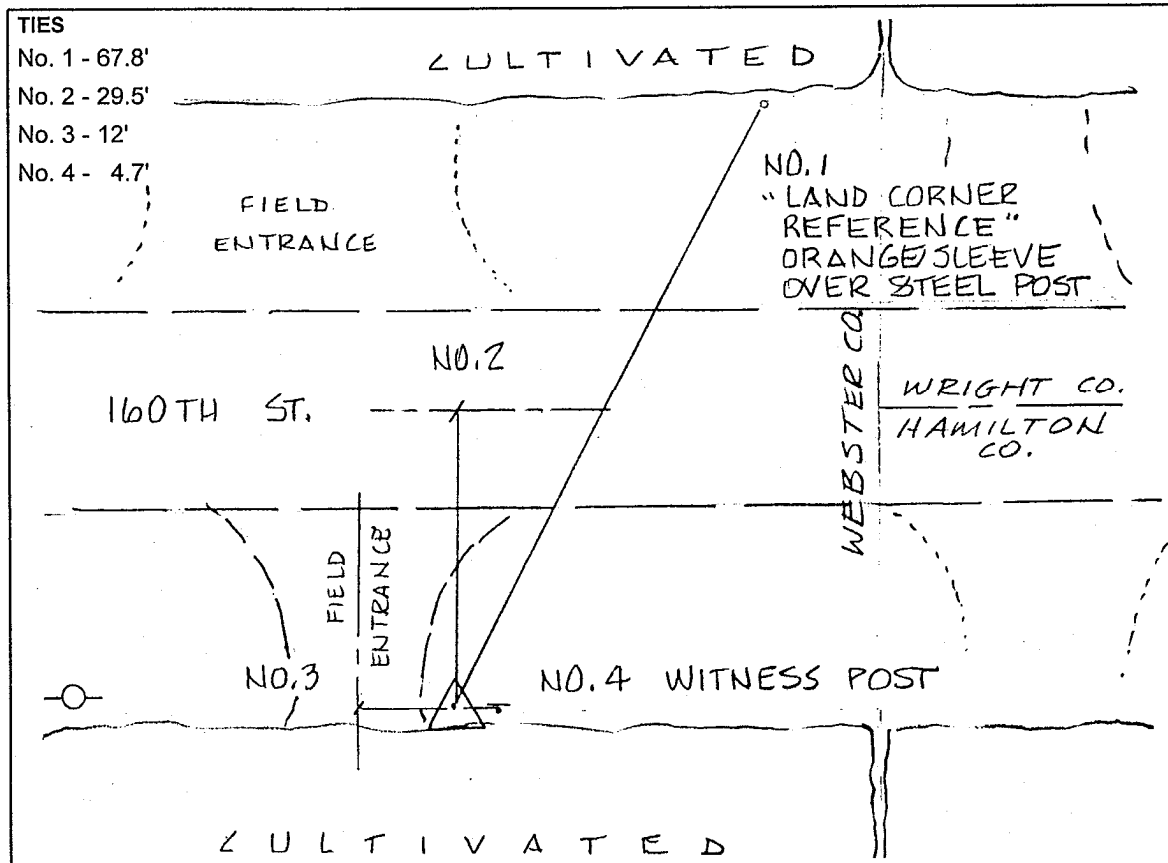 TIES
No. 1 - 67.8'
No. 2 - 29.5'
No. 3 - 12'
No. 4 - 4.7'
CULTIVATED
NO.1
"LAND CORNER
REFERENCE"
ORANGE SLEEVE
OVER STEEL POST
FIELD
ENTRANCE
NO.2
160TH ST.
WEBSTER CO.
WRIGHT CO.
HAMILTON
CO.
FIELD
ENTRANCE
NO.3
NO.4 WITNESS POST
CULTIVATED